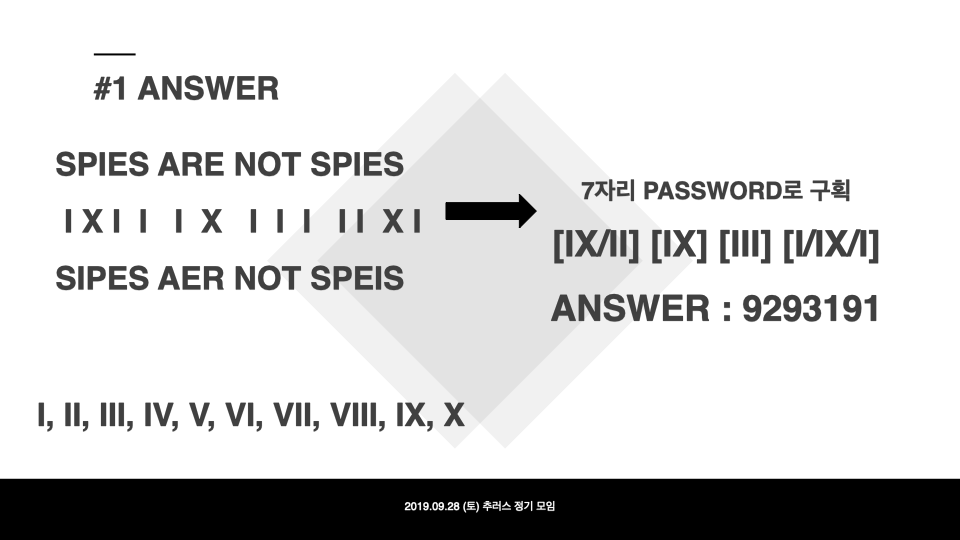 #1 ANSWER
SPIES ARE NOT SPIES
I X I I I X I I I I I X I
SIPES AER NOT SPEIS
7자리 PASSWORD로 구획
[IX/II] [IX] [III] [I/IX/I]
ANSWER : 9293191
I, II, III, IV, V, VI, VII, VIII, IX, X
2019.09.28 (토) 추러스 정기 모임